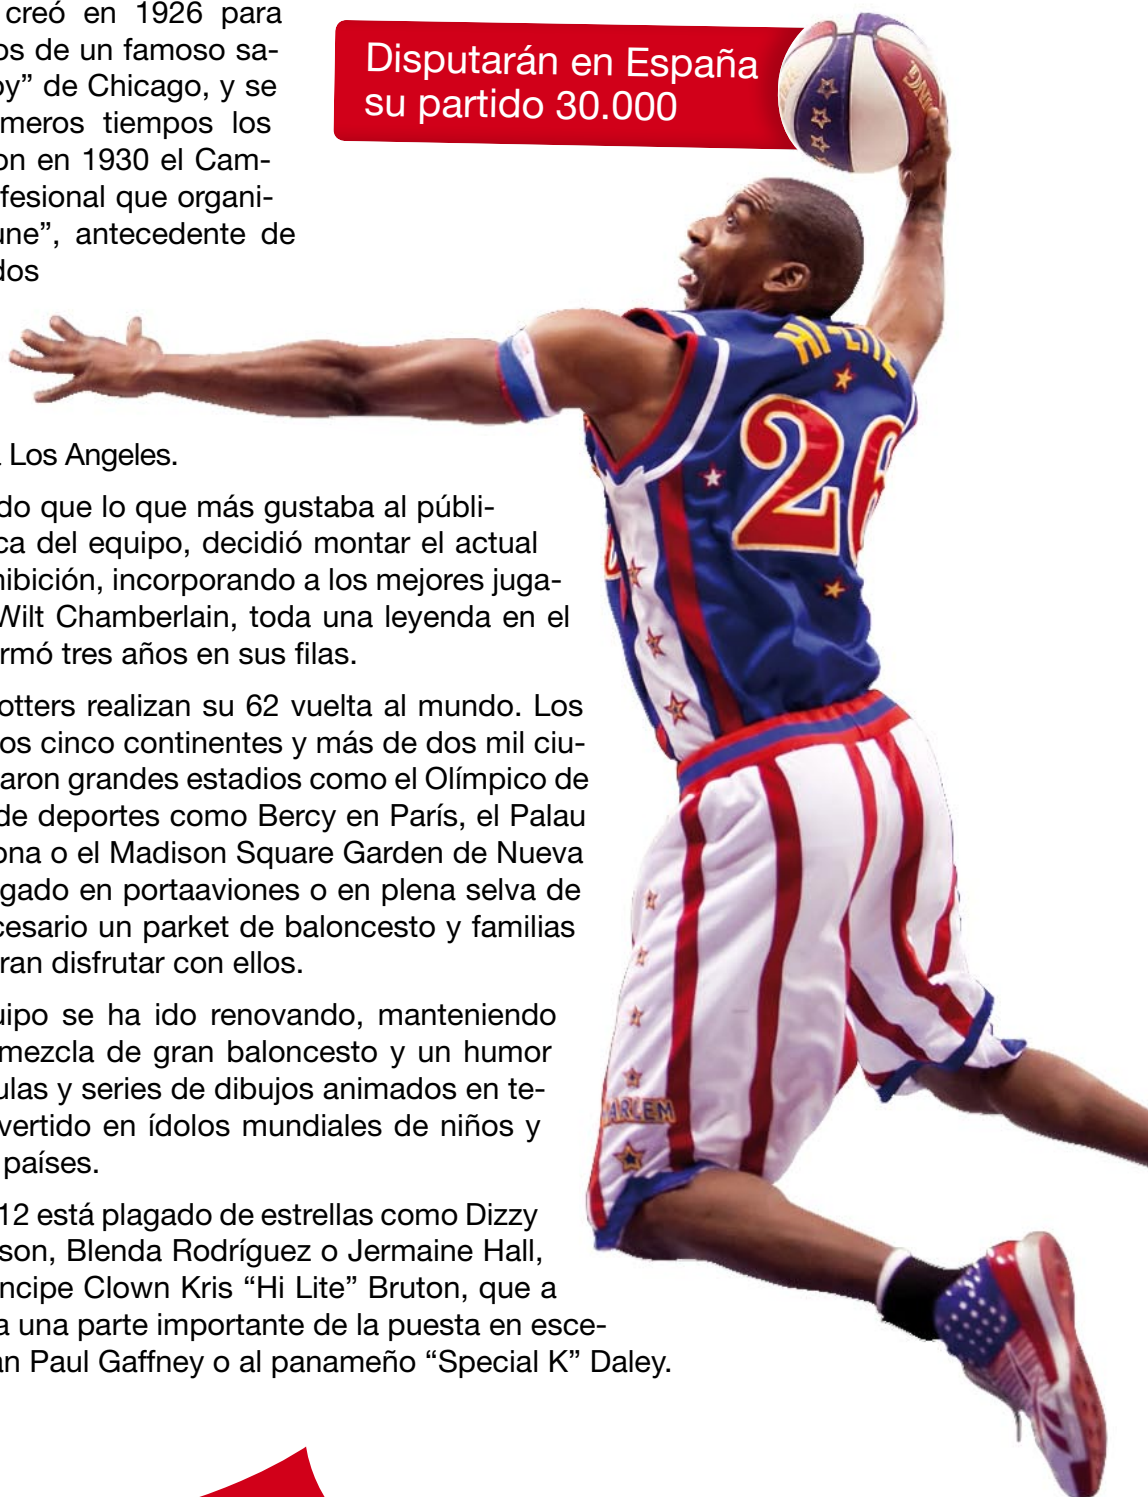 creó en 1926 para
Disputarán en España
su partido 30.000
os de un famoso sa-
oy” de Chicago, y se
meros tiempos los
on en 1930 el Cam-
fesional que organi-
une”, antecedente de
dos
HI-LITE
26
Los Angeles.
do que lo que más gustaba al públi-
ca del equipo, decidió montar el actual
hibición, incorporando a los mejores juga-
Wilt Chamberlain, toda una leyenda en el
rmó tres años en sus filas.
otters realizan su 62 vuelta al mundo. Los
os cinco continentes y más de dos mil ciu-
aron grandes estadios como el Olímpico de
de deportes como Bercy en París, el Palau
ona o el Madison Square Garden de Nueva
gado en portaaviones o en plena selva de
cesario un parket de baloncesto y familias
ran disfrutar con ellos.
uipo se ha ido renovando, manteniendo
mezcla de gran baloncesto y un humor
ulas y series de dibujos animados en te-
vertido en ídolos mundiales de niños y
países.
HARLEM
12 está plagado de estrellas como Dizzy
son, Blenda Rodríguez o Jermaine Hall,
ncipe Clown Kris “Hi Lite” Bruton, que a
a una parte importante de la puesta en esce-
an Paul Gaffney o al panameño “Special K” Daley.